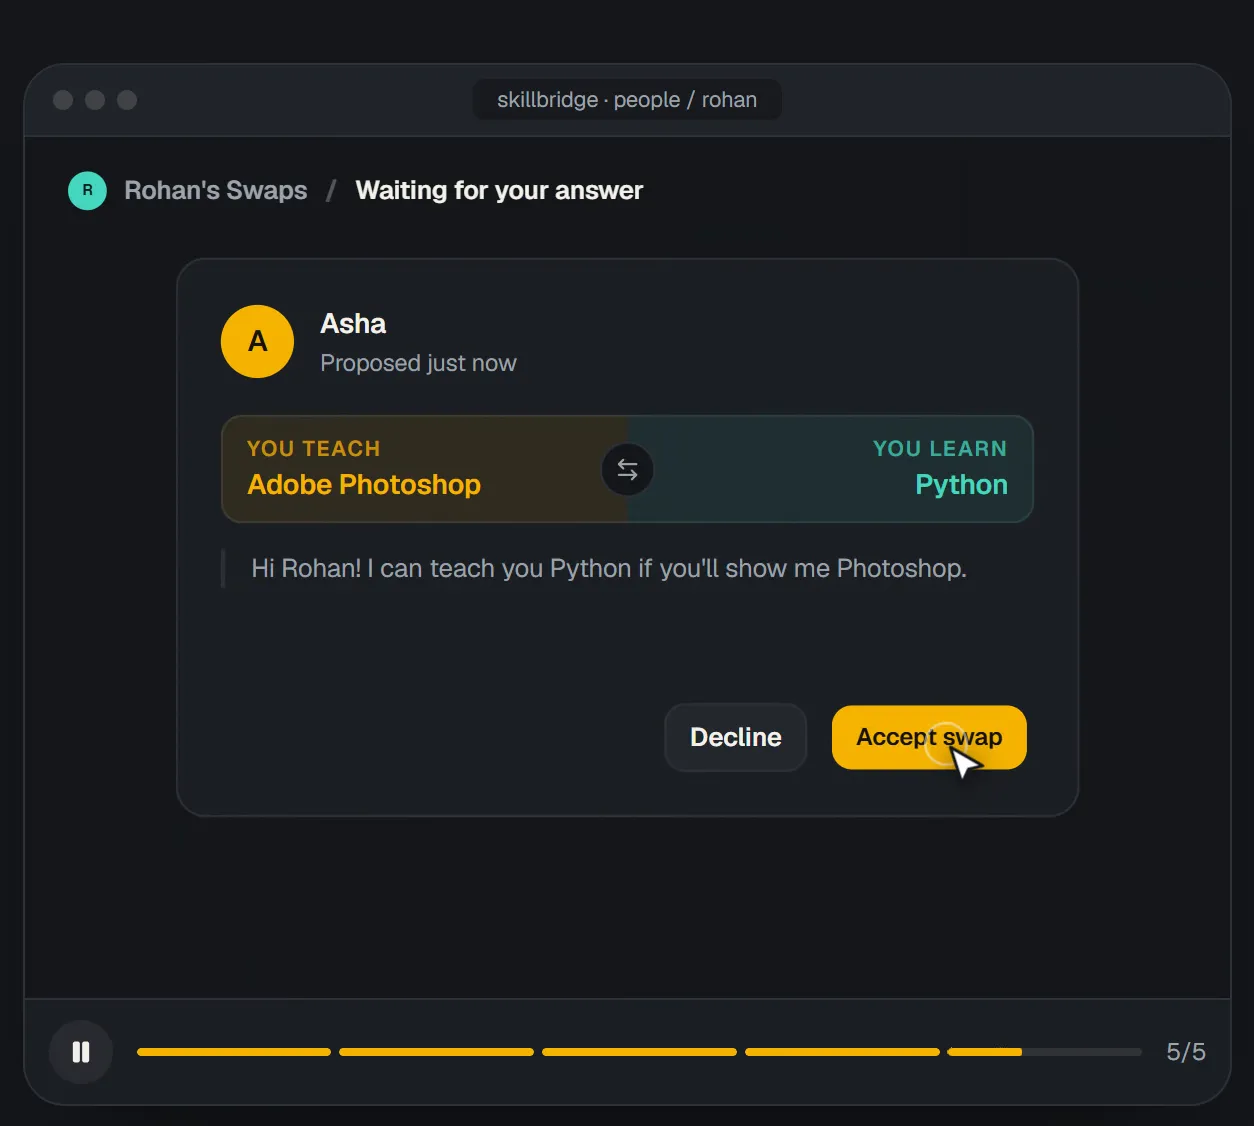 skillbridge · people / rohan
R Rohan's Swaps / Waiting for your answer
A
Asha
Proposed just now
YOU TEACH
Adobe Photoshop
YOU LEARN
Python
Hi Rohan! I can teach you Python if you'll show me Photoshop.
Decline
Accept swap
5/5